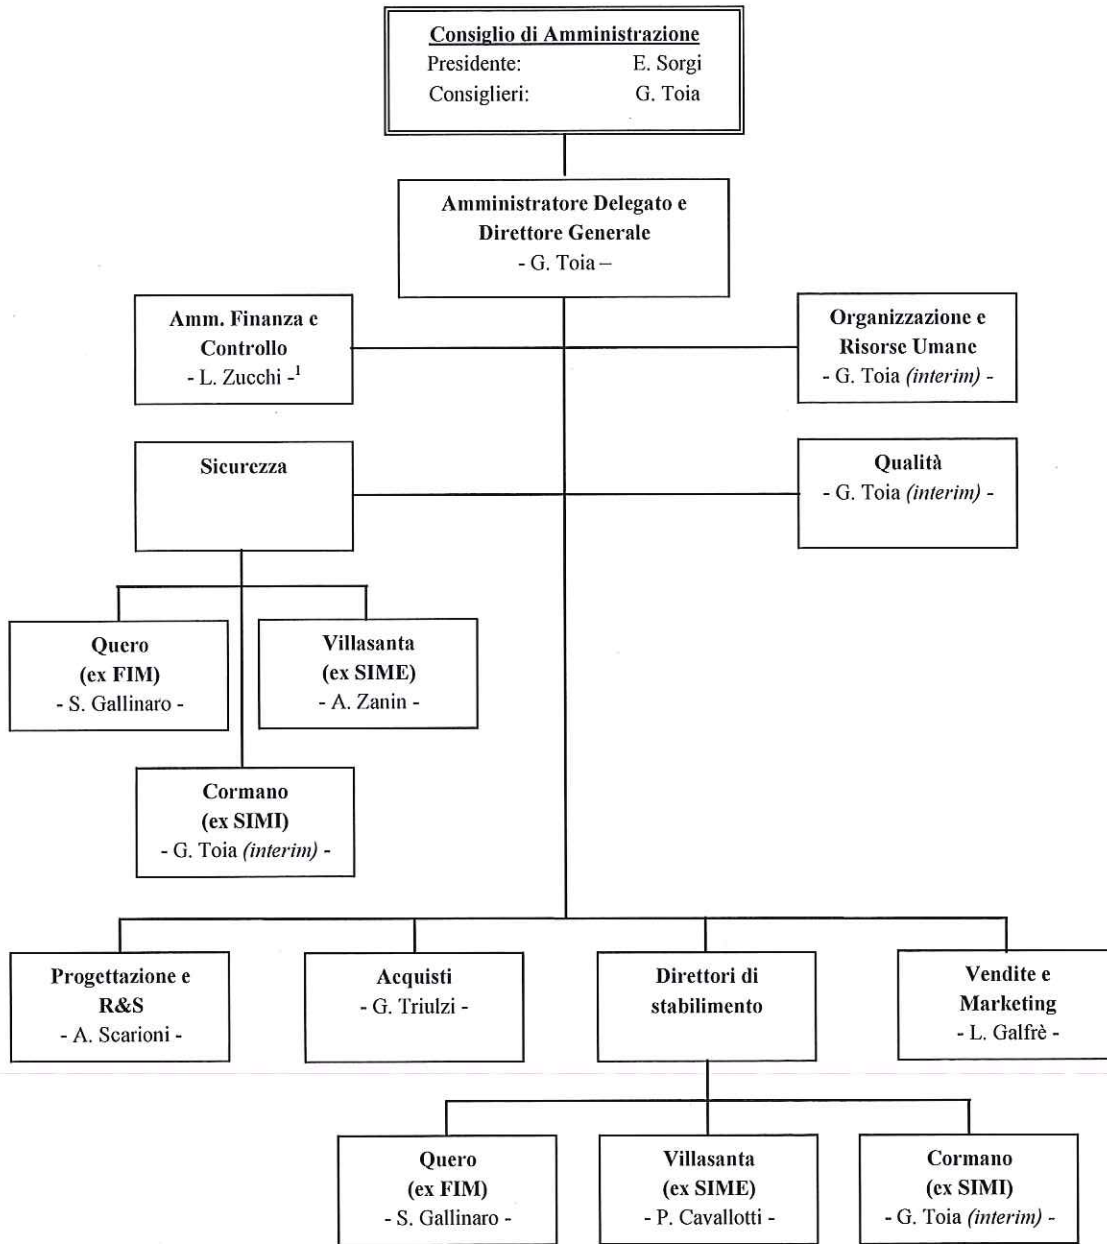 Consiglio di Amministrazione
Presidente: E. Sorgi
Consiglieri: G. Toia
Amministratore Delegato e
Direttore Generale
- G. Toia –
Amm. Finanza e
Controllo
- L. Zucchi -¹
Organizzazione e
Risorse Umane
- G. Toia (interim) -
Sicurezza
Qualità
- G. Toia (interim) -
Quero
(ex FIM)
- S. Gallinaro -
Villasanta
(ex SIME)
- A. Zanin -
Cormano
(ex SIMI)
- G. Toia (interim) -
Progettazione e
R&S
- A. Scarioni -
Acquisti
- G. Triulzi -
Direttori di
stabilimento
Vendite e
Marketing
- L. Galfrè -
Quero
(ex FIM)
- S. Gallinaro -
Villasanta
(ex SIME)
- P. Cavallotti -
Cormano
(ex SIMI)
- G. Toia (interim) -